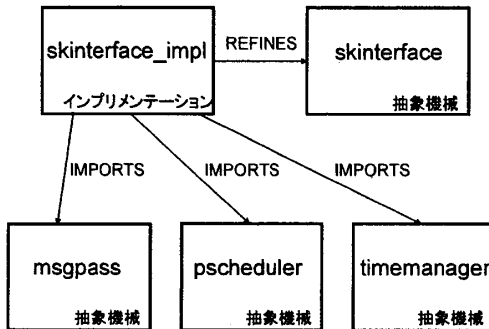 skinterface_impl
インプリメンテーション
REFINES
skinterface
抽象機械
IMPORTS
IMPORTS
IMPORTS
msgpass
抽象機械
pscheduler
抽象機械
timemanager
抽象機械